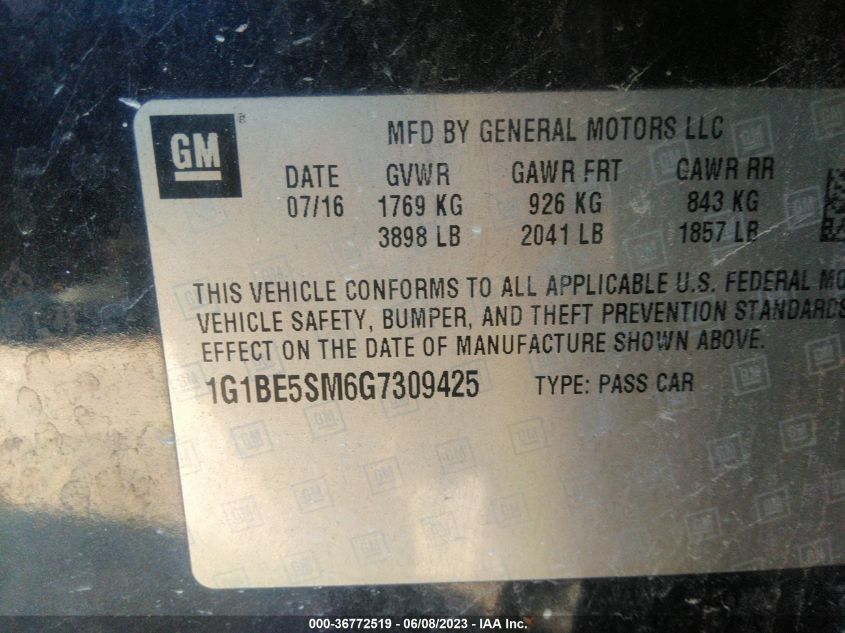 GM
®
MFD BY GENERAL MOTORS LLC
DATE GVWR GAWR FRT GAWR RR
07/16 1769 KG 926 KG 843 KG
3898 LB 2041 LB 1857 LB
THIS VEHICLE CONFORMS TO ALL APPLICABLE U.S. FEDERAL MO
VEHICLE SAFETY, BUMPER, AND THEFT PREVENTION STANDARDS
EFFECT ON THE DATE OF MANUFACTURE SHOWN ABOVE.
1G1BE5SM6G7309425 TYPE: PASS CAR
000-36772519 - 06/08/2023 - IAA Inc.